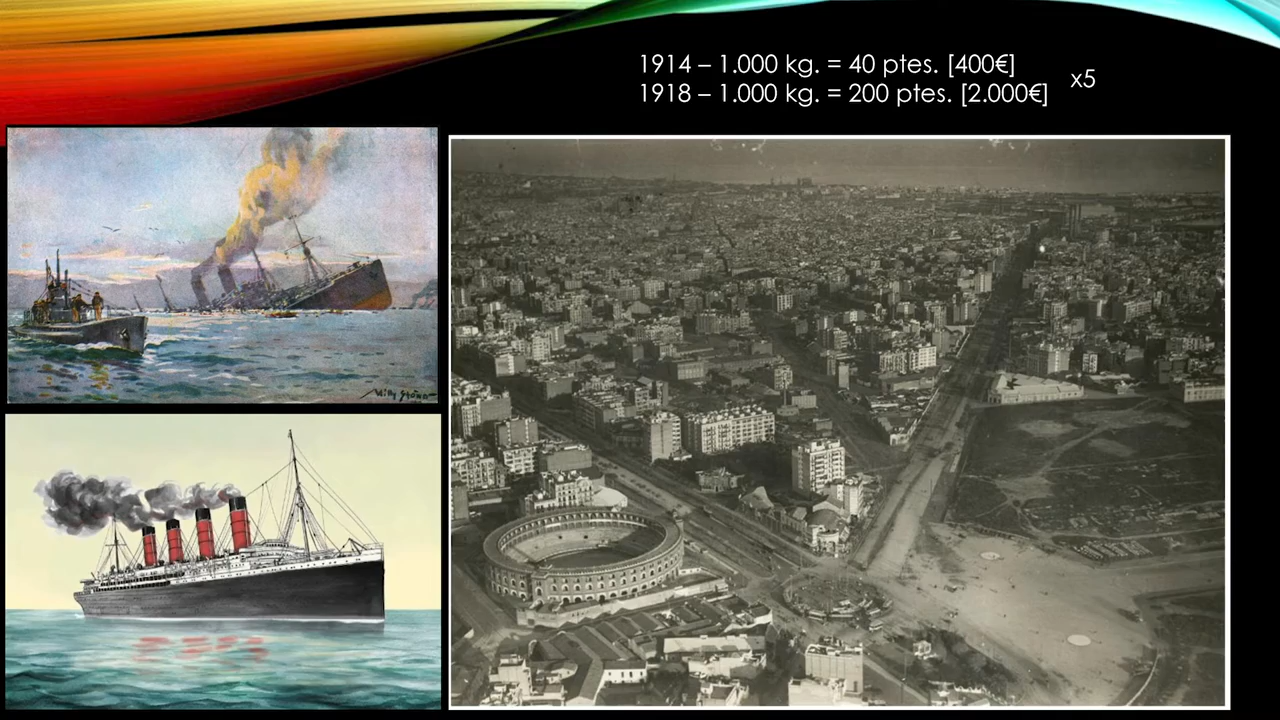 1914 – 1.000 kg. = 40 ptes. [400€]
1918 – 1.000 kg. = 200 ptes. [2.000€]
x5